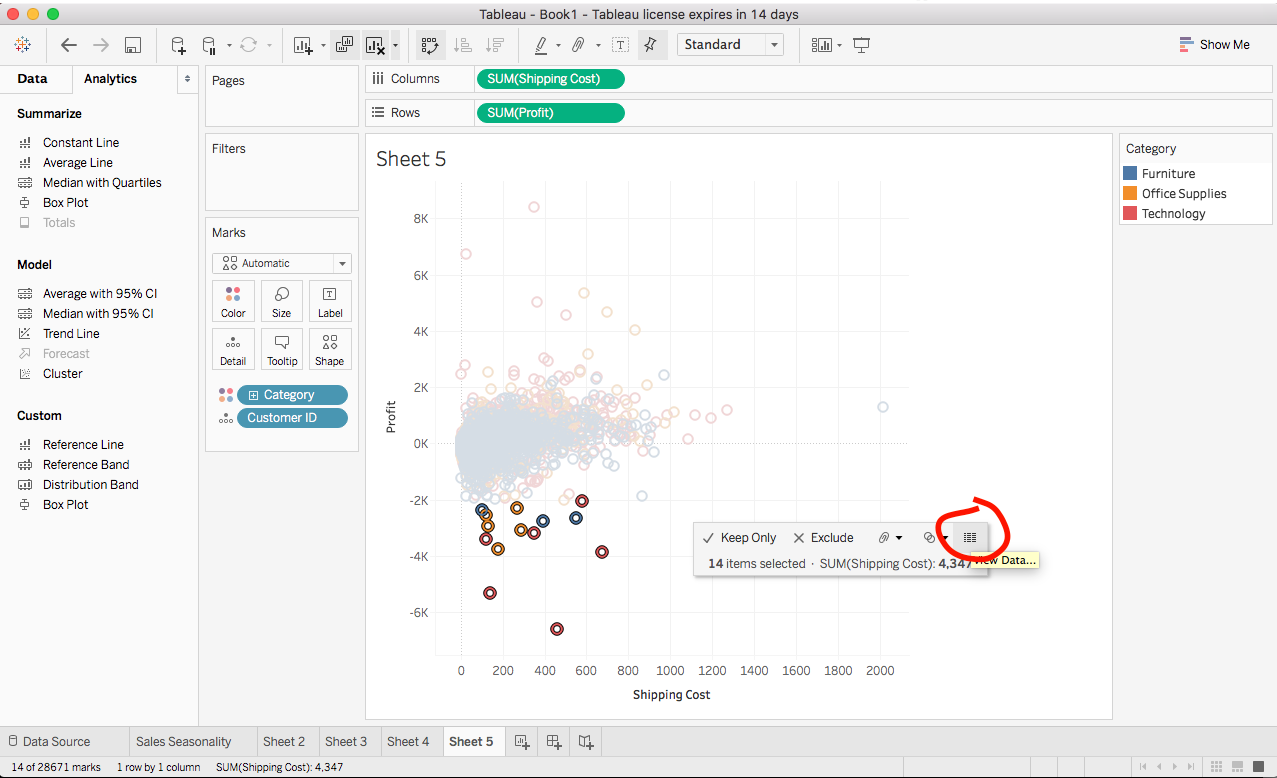 Tableau - Book1 - Tableau license expires in 14 days
Standard
Show Me
Data
Analytics
Summarize
Constant Line
Average Line
Median with Quartiles
Box Plot
Totals
Model
Average with 95% CI
Median with 95% CI
Trend Line
Forecast
Cluster
Custom
Reference Line
Reference Band
Distribution Band
Box Plot
Pages
Filters
Marks
Automatic
Color
Size
Label
Detail
Tooltip
Shape
Category
Customer ID
Columns
SUM(Shipping Cost)
Rows
SUM(Profit)
Sheet 5
8K
6K
4K
2K
0K
-2K
-4K
-6K
Profit
0 200 400 600 800 1000 1200 1400 1600 1800 2000
Shipping Cost
Keep Only
Exclude
14 items selected · SUM(Shipping Cost): 4,347
View Data...
Category
Furniture
Office Supplies
Technology
Data Source
Sales Seasonality
Sheet 2
Sheet 3
Sheet 4
Sheet 5
14 of 28671 marks
1 row by 1 column
SUM(Shipping Cost): 4,347